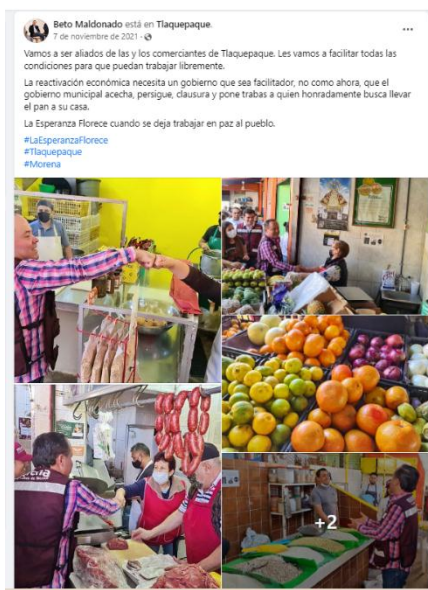 Beto Maldonado está en Tlaquepaque.
7 de noviembre de 2021 ·
Vamos a ser aliados de las y los comerciantes de Tlaquepaque. Les vamos a facilitar todas las
condiciones para que puedan trabajar libremente.
La reactivación económica necesita un gobierno que sea facilitador, no como ahora, que el
gobierno municipal acecha, persigue, clausura y pone trabas a quien honradamente busca llevar
el pan a su casa.
La Esperanza Florece cuando se deja trabajar en paz al pueblo.
#LaEsperanzaFlorece
#Tlaquepaque
#Morena
+2